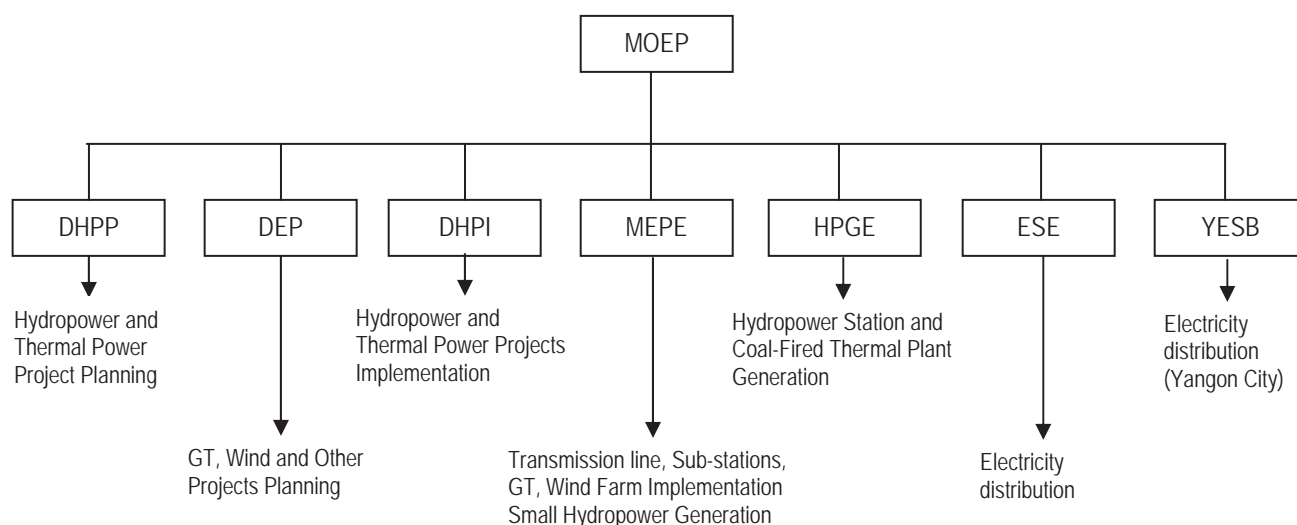 MOEP
DHPP
DEP
DHPI
MEPE
HPGE
ESE
YESB
Hydropower and
Thermal Power
Project Planning
GT, Wind and Other
Projects Planning
Hydropower and
Thermal Power Projects
Implementation
Transmission line, Sub-stations,
GT, Wind Farm Implementation
Small Hydropower Generation
Hydropower Station and
Coal-Fired Thermal Plant
Generation
Electricity
distribution
Electricity
distribution
(Yangon City)